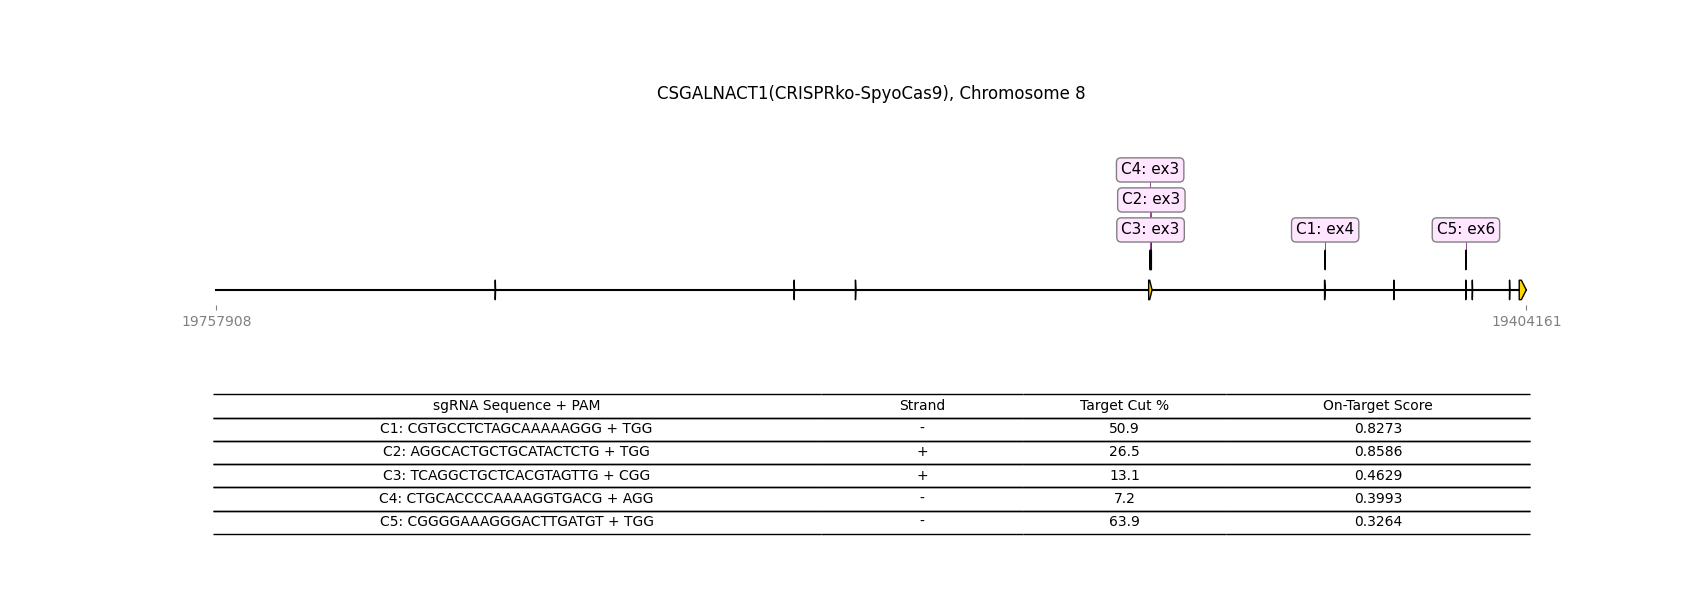 CSGALNACT1(CRISPRko-SpyoCas9), Chromosome 8
C4: ex3
C2: ex3
C3: ex3 C1: ex4 C5: ex6
19757908 19404161
sgRNA Sequence + PAM Strand Target Cut % On-Target Score
C1: CGTGCCTCTAGCAAAAAGGG + TGG - 50.9 0.8273
C2: AGGCACTGCTGCATACTCTG + TGG + 26.5 0.8586
C3: TCAGGCTGCTCACGTAGTTG + CGG + 13.1 0.4629
C4: CTGCACCCCAAAAGGTGACG + AGG - 7.2 0.3993
C5: CGGGGAAAGGGACTTGATGT + TGG - 63.9 0.3264